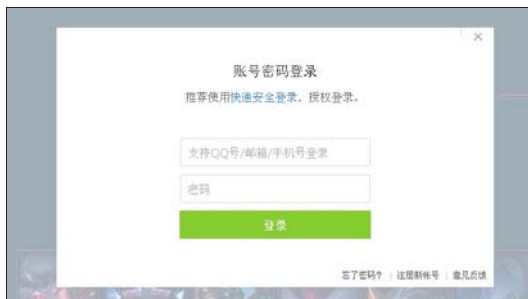 账号密码登录
推荐使用快速安全登录，授权登录。
支持QQ号/邮箱/手机号登录
密码
登录
忘了密码？ | 注册新帐号 | 意见反馈